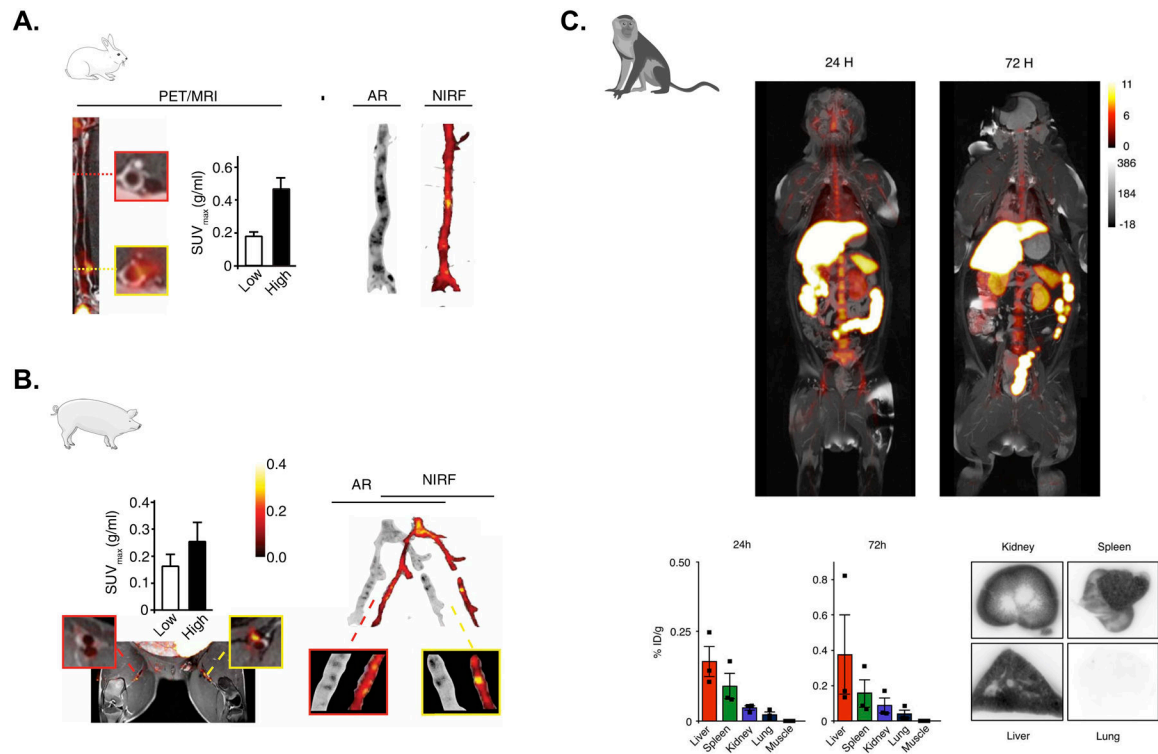 A.
PET/MRI
AR
NIRF
SUVmax (g/ml)
0.6
0.4
0.2
0
Low
High
B.
0.4
0.2
0.0
AR
NIRF
SUVmax (g/ml)
0.4
0.3
0.2
0.1
0
Low
High
C.
24 H
72 H
11
6
0
386
184
-18
24h
72h
% ID/g
0.50
0.25
0
Liver
Spleen
Kidney
Lung
Muscle
0.8
0.6
0.4
0.2
0
Liver
Spleen
Kidney
Lung
Muscle
Kidney
Spleen
Liver
Lung